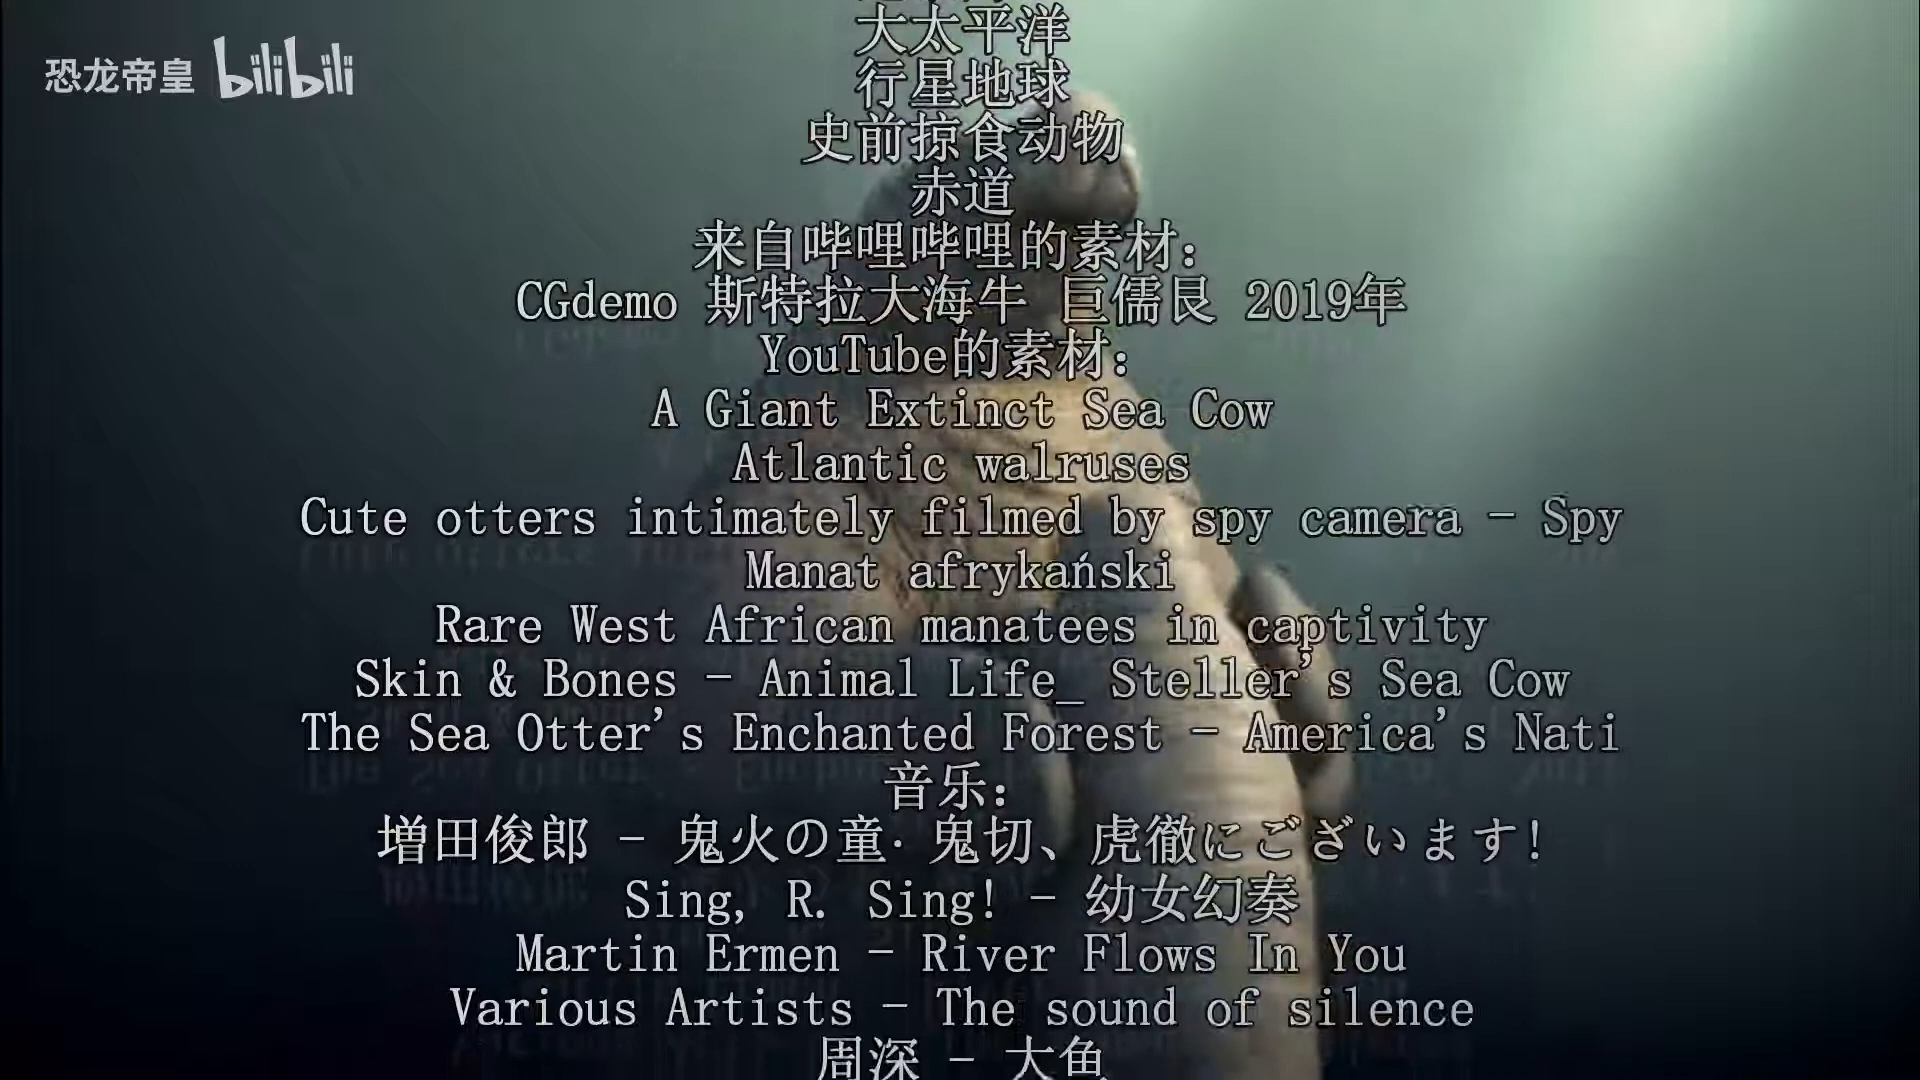 恐龙帝皇 bilibili
大太平洋
行星地球
史前掠食动物
赤道
来自哔哩哔哩的素材：
CGdemo 斯特拉大海牛 巨儒艮 2019年
YouTube的素材：
A Giant Extinct Sea Cow
Atlantic walruses
Cute otters intimately filmed by spy camera - Spy
Manat afrykański
Rare West African manatees in captivity
Skin & Bones - Animal Life_ Steller's Sea Cow
The Sea Otter's Enchanted Forest - America's Nati
音乐：
増田俊郎 - 鬼火の童· 鬼切、虎徹にございます!
Sing, R. Sing! - 幼女幻奏
Martin Ermen - River Flows In You
Various Artists - The sound of silence
周深 - 大鱼